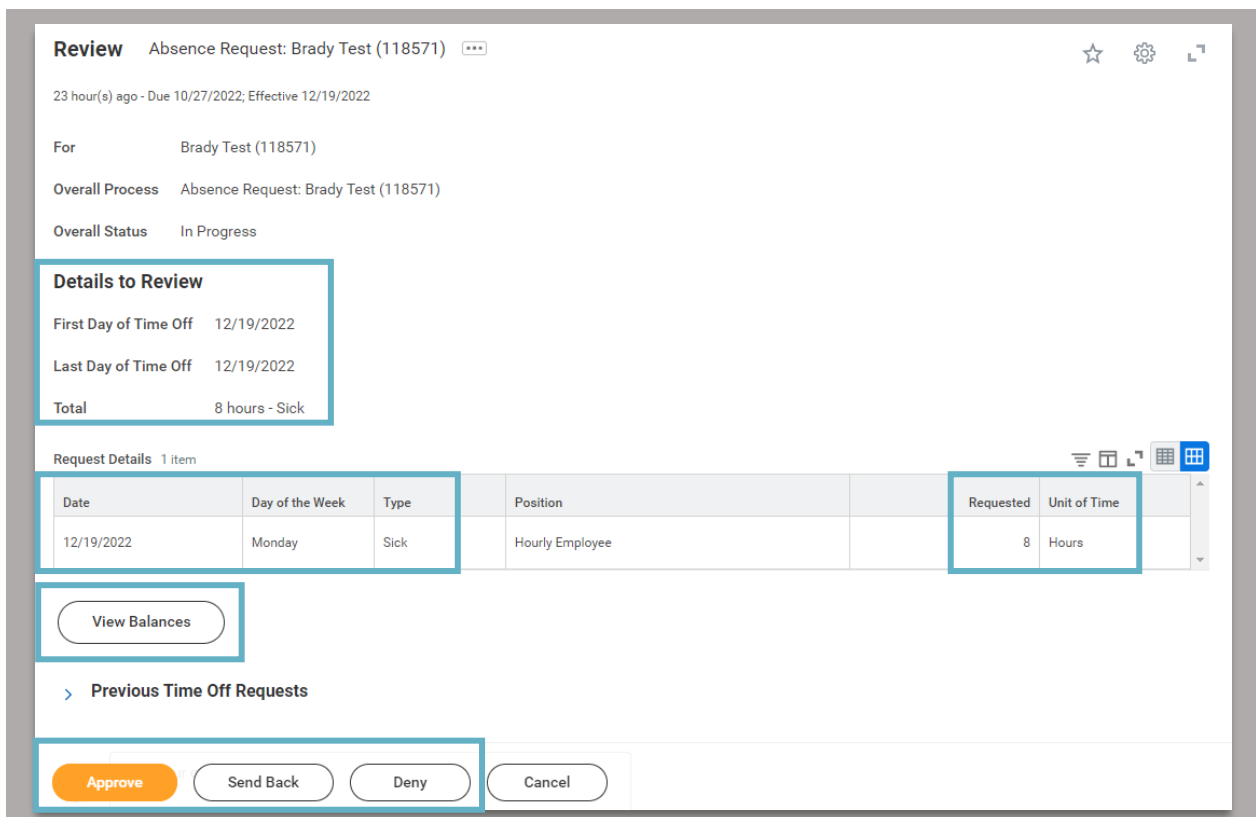 Review Absence Request: Brady Test (118571)
23 hour(s) ago - Due 10/27/2022; Effective 12/19/2022
For Brady Test (118571)
Overall Process Absence Request: Brady Test (118571)
Overall Status In Progress
Details to Review
First Day of Time Off 12/19/2022
Last Day of Time Off 12/19/2022
Total 8 hours - Sick
Request Details 1 item
Date Day of the Week Type Position Requested Unit of Time
12/19/2022 Monday Sick Hourly Employee 8 Hours
View Balances
Previous Time Off Requests
Approve Send Back Deny Cancel